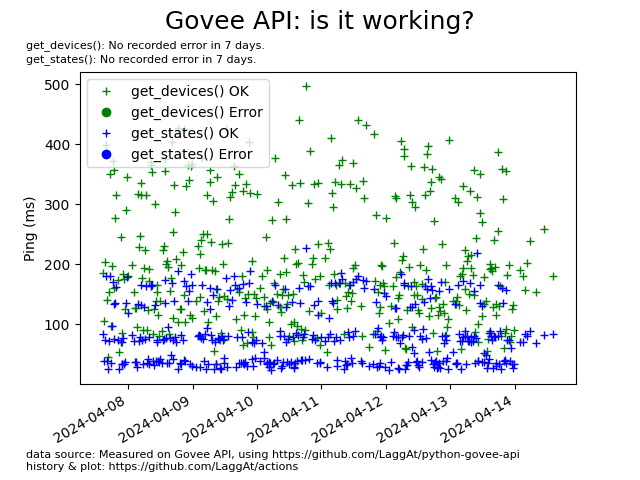 Govee API: is it working?
get_devices(): No recorded error in 7 days.
get_states(): No recorded error in 7 days.
get_devices() OK
get_devices() Error
get_states() OK
get_states() Error
Ping (ms)
500
400
300
200
100
2024-04-08
2024-04-09
2024-04-10
2024-04-11
2024-04-12
2024-04-13
2024-04-14
data source: Measured on Govee API, using https://github.com/LaggAt/python-govee-api
history & plot: https://github.com/LaggAt/actions